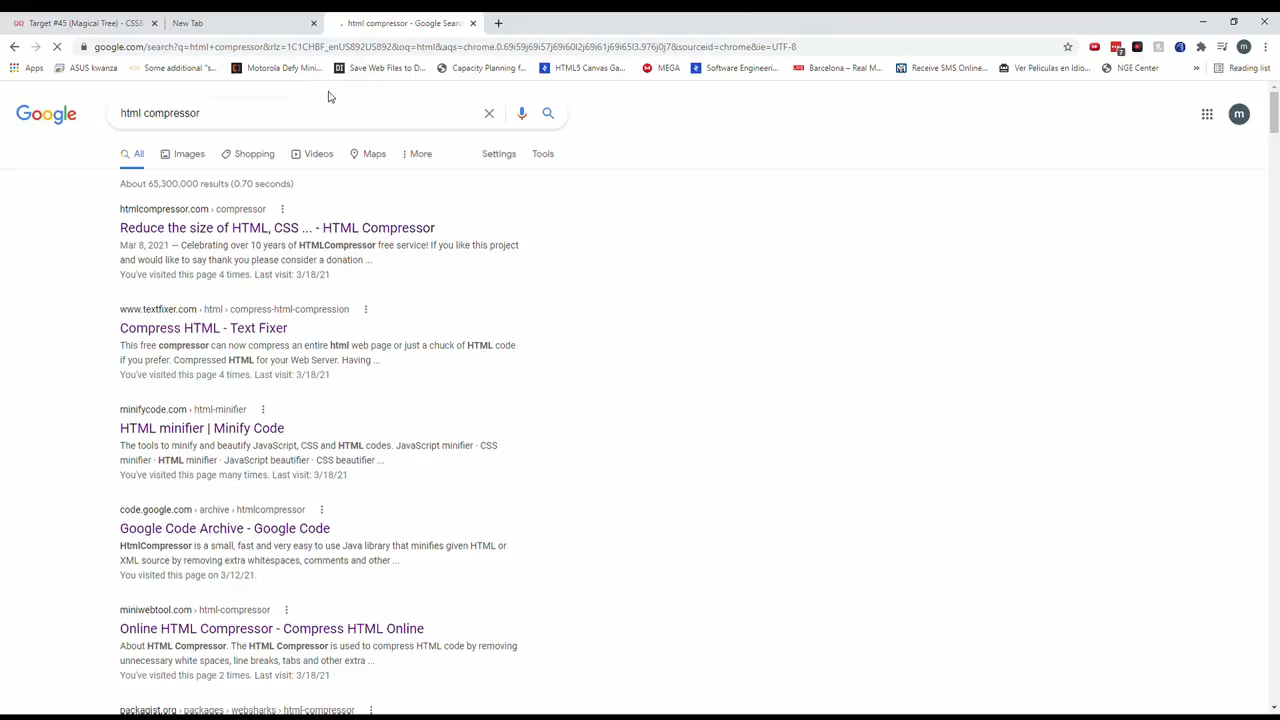 Target #45 (Magical Tree) - CSSB
New Tab
html compressor - Google Sear
google.com/search?q=html+compressor&rlz=1C1CHBF_enUS892US892&oq=html&aqs=chrome.0.69i59j69i57j69i60l2j69i61j69i65l3.976j0j7&sourceid=chrome&ie=UTF-8
Apps ASUS kwanza Some additional "s... Motorola Defy Mini... Save Web Files to D... Capacity Planning f... HTML5 Canvas Ga... MEGA Software Engineeri... Barcelona – Real M... Receive SMS Online... Ver Peliculas en Idio... NGE Center » Reading list
Google
html compressor
m
All Images Shopping Videos Maps More Settings Tools
About 65,300,000 results (0.70 seconds)
htmlcompressor.com › compressor
Reduce the size of HTML, CSS ... - HTML Compressor
Mar 8, 2021 — Celebrating over 10 years of HTMLCompressor free service! If you like this project
and would like to say thank you please consider a donation ...
You've visited this page 4 times. Last visit: 3/18/21
www.textfixer.com › html › compress-html-compression
Compress HTML - Text Fixer
This free compressor can now compress an entire html web page or just a chuck of HTML code
if you prefer. Compressed HTML for your Web Server. Having ...
You've visited this page 4 times. Last visit: 3/18/21
minifycode.com › html-minifier
HTML minifier | Minify Code
The tools to minify and beautify JavaScript, CSS and HTML codes. JavaScript minifier · CSS
minifier · HTML minifier · JavaScript beautifier · CSS beautifier ...
You've visited this page many times. Last visit: 3/18/21
code.google.com › archive › htmlcompressor
Google Code Archive - Google Code
HtmlCompressor is a small, fast and very easy to use Java library that minifies given HTML or
XML source by removing extra whitespaces, comments and other ...
You visited this page on 3/12/21.
miniwebtool.com › html-compressor
Online HTML Compressor - Compress HTML Online
About HTML Compressor. The HTML Compressor is used to compress HTML code by removing
unnecessary white spaces, line breaks, tabs and other extra ...
You've visited this page 2 times. Last visit: 3/18/21
packagist.org › packages › websharks › html-compressor